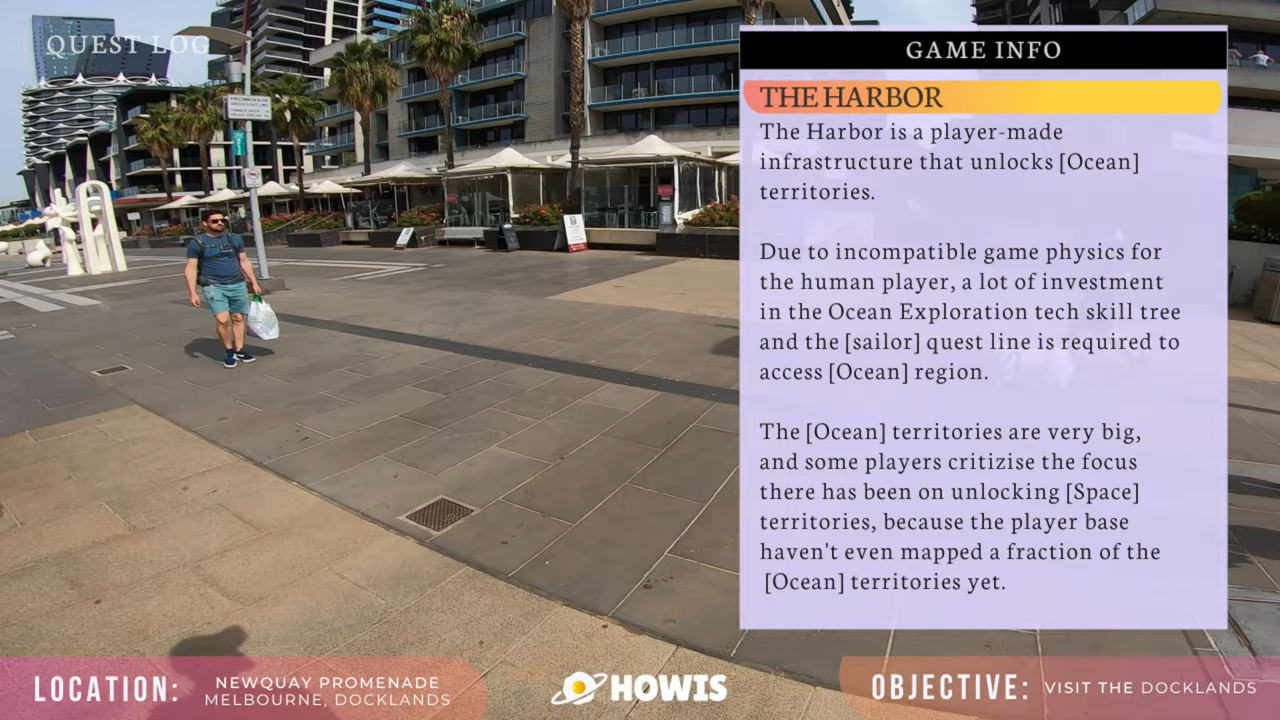 QUEST LOG
GAME INFO
THE HARBOR
The Harbor is a player-made
infrastructure that unlocks [Ocean]
territories.
Due to incompatible game physics for
the human player, a lot of investment
in the Ocean Exploration tech skill tree
and the [sailor] quest line is required to
access [Ocean] region.
The [Ocean] territories are very big,
and some players critizise the focus
there has been on unlocking [Space]
territories, because the player base
haven't even mapped a fraction of the
[Ocean] territories yet.
LOCATION:
NEWQUAY PROMENADE
MELBOURNE, DOCKLANDS
HOWIS
OBJECTIVE:
VISIT THE DOCKLANDS